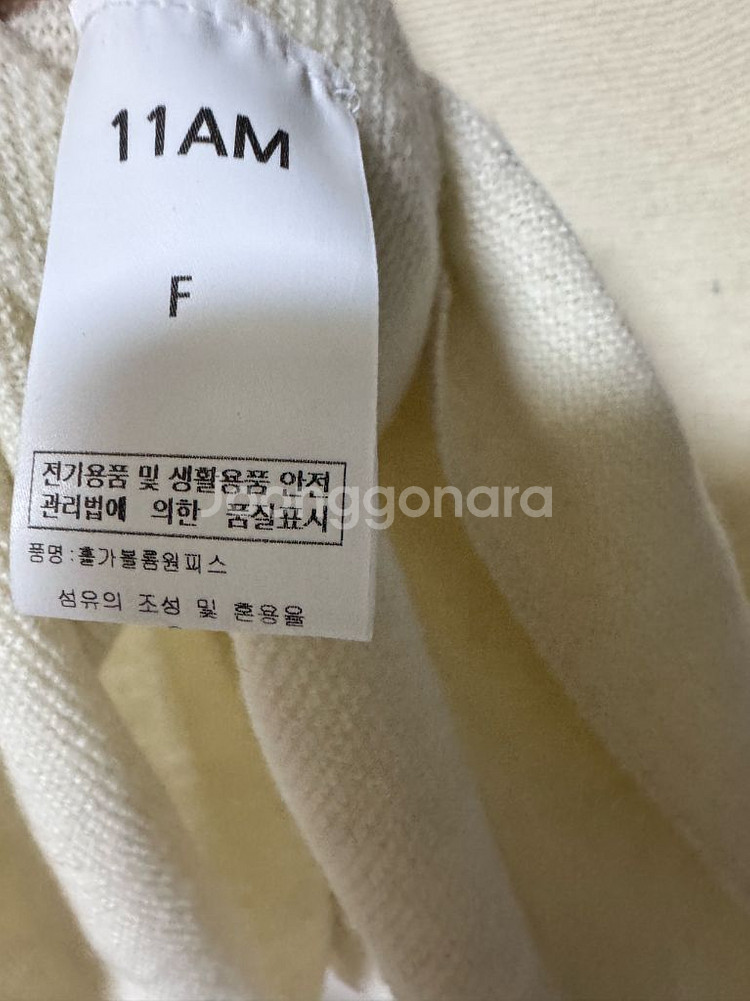 11AM
F
전기용품 및 생활용품 안전
관리법에 의한 품질표시
Joonggonara
품명:홀가볼륨원피스
섬유의 조성 및 혼용율